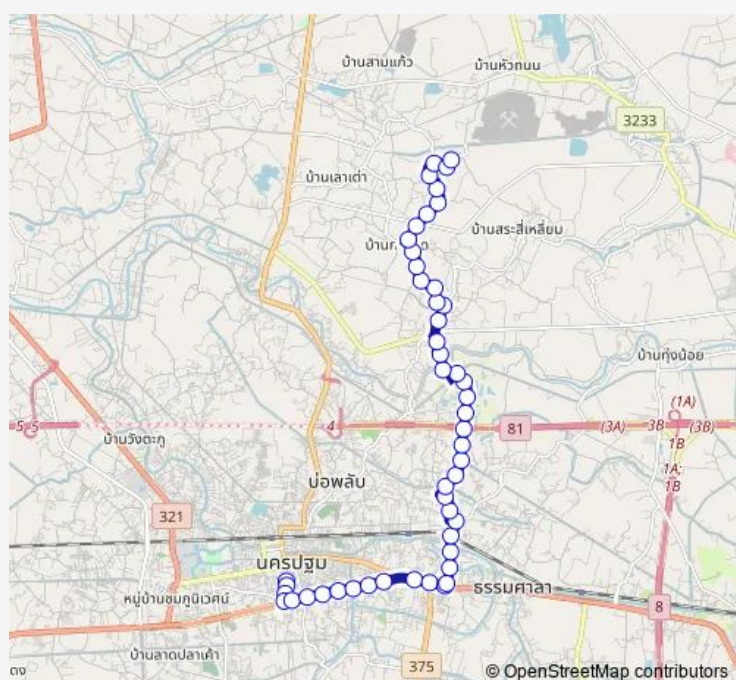 บ้านสามแก้ว
บ้านหัวถนน
3233
บ้านเลาเต่า
บ้านสระสี่เหลี่ยม
บ้านทุ่งน้อย
(1A)
5 5
4
81
(3A)
3B
(3B)
1B
1A;
1B
บ้านวังตะกู
บ่อพลับ
321
นครปฐม
หมู่บ้านชมภูนิเวศน์
ธรรมศาลา
8
บ้านลาดปลาเค้า
375
© OpenStreetMap contributors